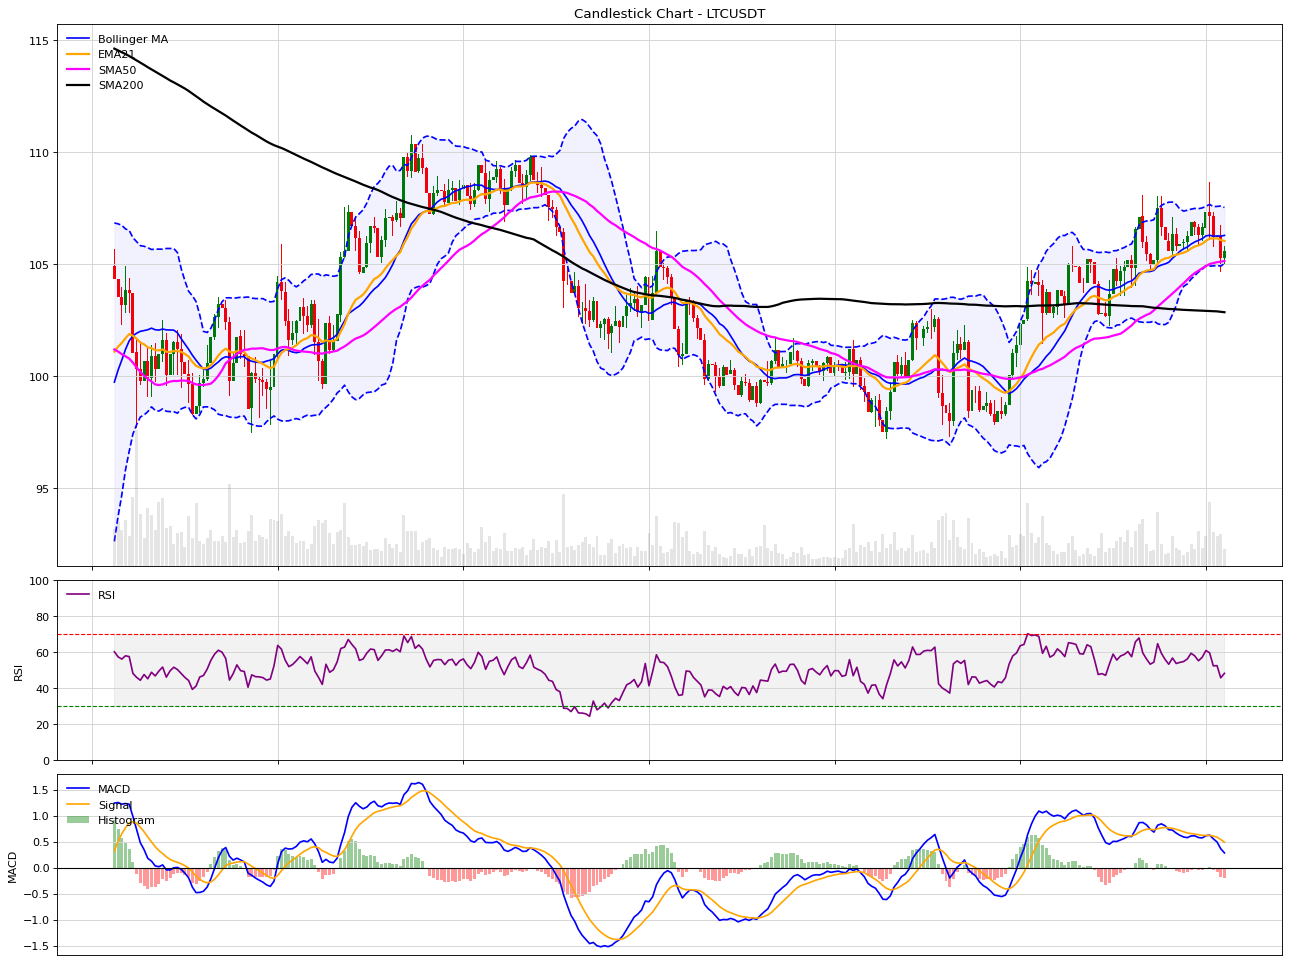 Candlestick Chart - LTCUSDT
Bollinger MA
EMA21
SMA50
SMA200
115
110
105
100
95
RSI
100
80
60
40
20
0
RSI
MACD
Signal
Histogram
1.5
1.0
0.5
0.0
−0.5
−1.0
−1.5
MACD